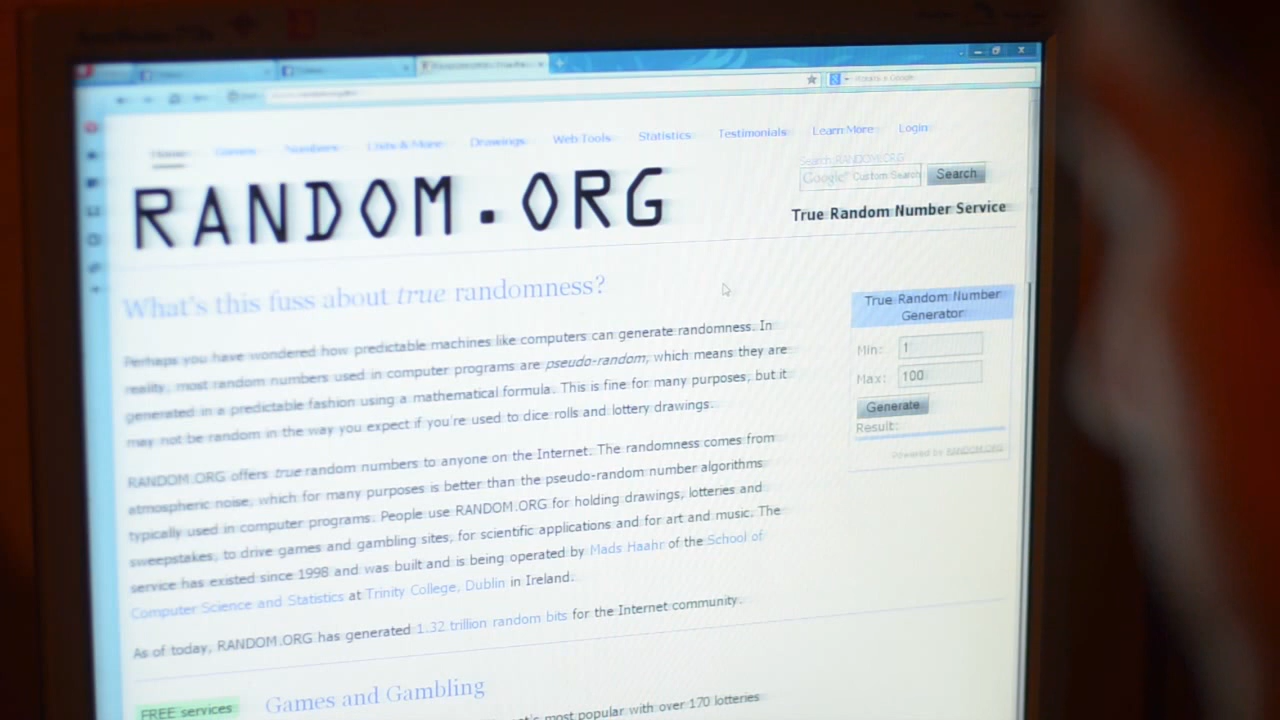 Home Games Numbers Lists & More Drawings Web Tools Statistics Testimonials Learn More Login
Search RANDOM.ORG
Google™ Custom Search Search
RANDOM.ORG
True Random Number Service
What's this fuss about true randomness?
Perhaps you have wondered how predictable machines like computers can generate randomness. In
reality, most random numbers used in computer programs are pseudo-random, which means they are
generated in a predictable fashion using a mathematical formula. This is fine for many purposes, but it
may not be random in the way you expect if you're used to dice rolls and lottery drawings.
RANDOM.ORG offers true random numbers to anyone on the Internet. The randomness comes from
atmospheric noise, which for many purposes is better than the pseudo-random number algorithms
typically used in computer programs. People use RANDOM.ORG for holding drawings, lotteries and
sweepstakes, to drive games and gambling sites, for scientific applications and for art and music. The
service has existed since 1998 and was built and is being operated by Mads Haahr of the School of
Computer Science and Statistics at Trinity College, Dublin in Ireland.
As of today, RANDOM.ORG has generated 1.32 trillion random bits for the Internet community.
True Random Number
Generator
Min: 1
Max: 100
Generate
Result:
Powered by RANDOM.ORG
FREE services
Games and Gambling
most popular with over 170 lotteries